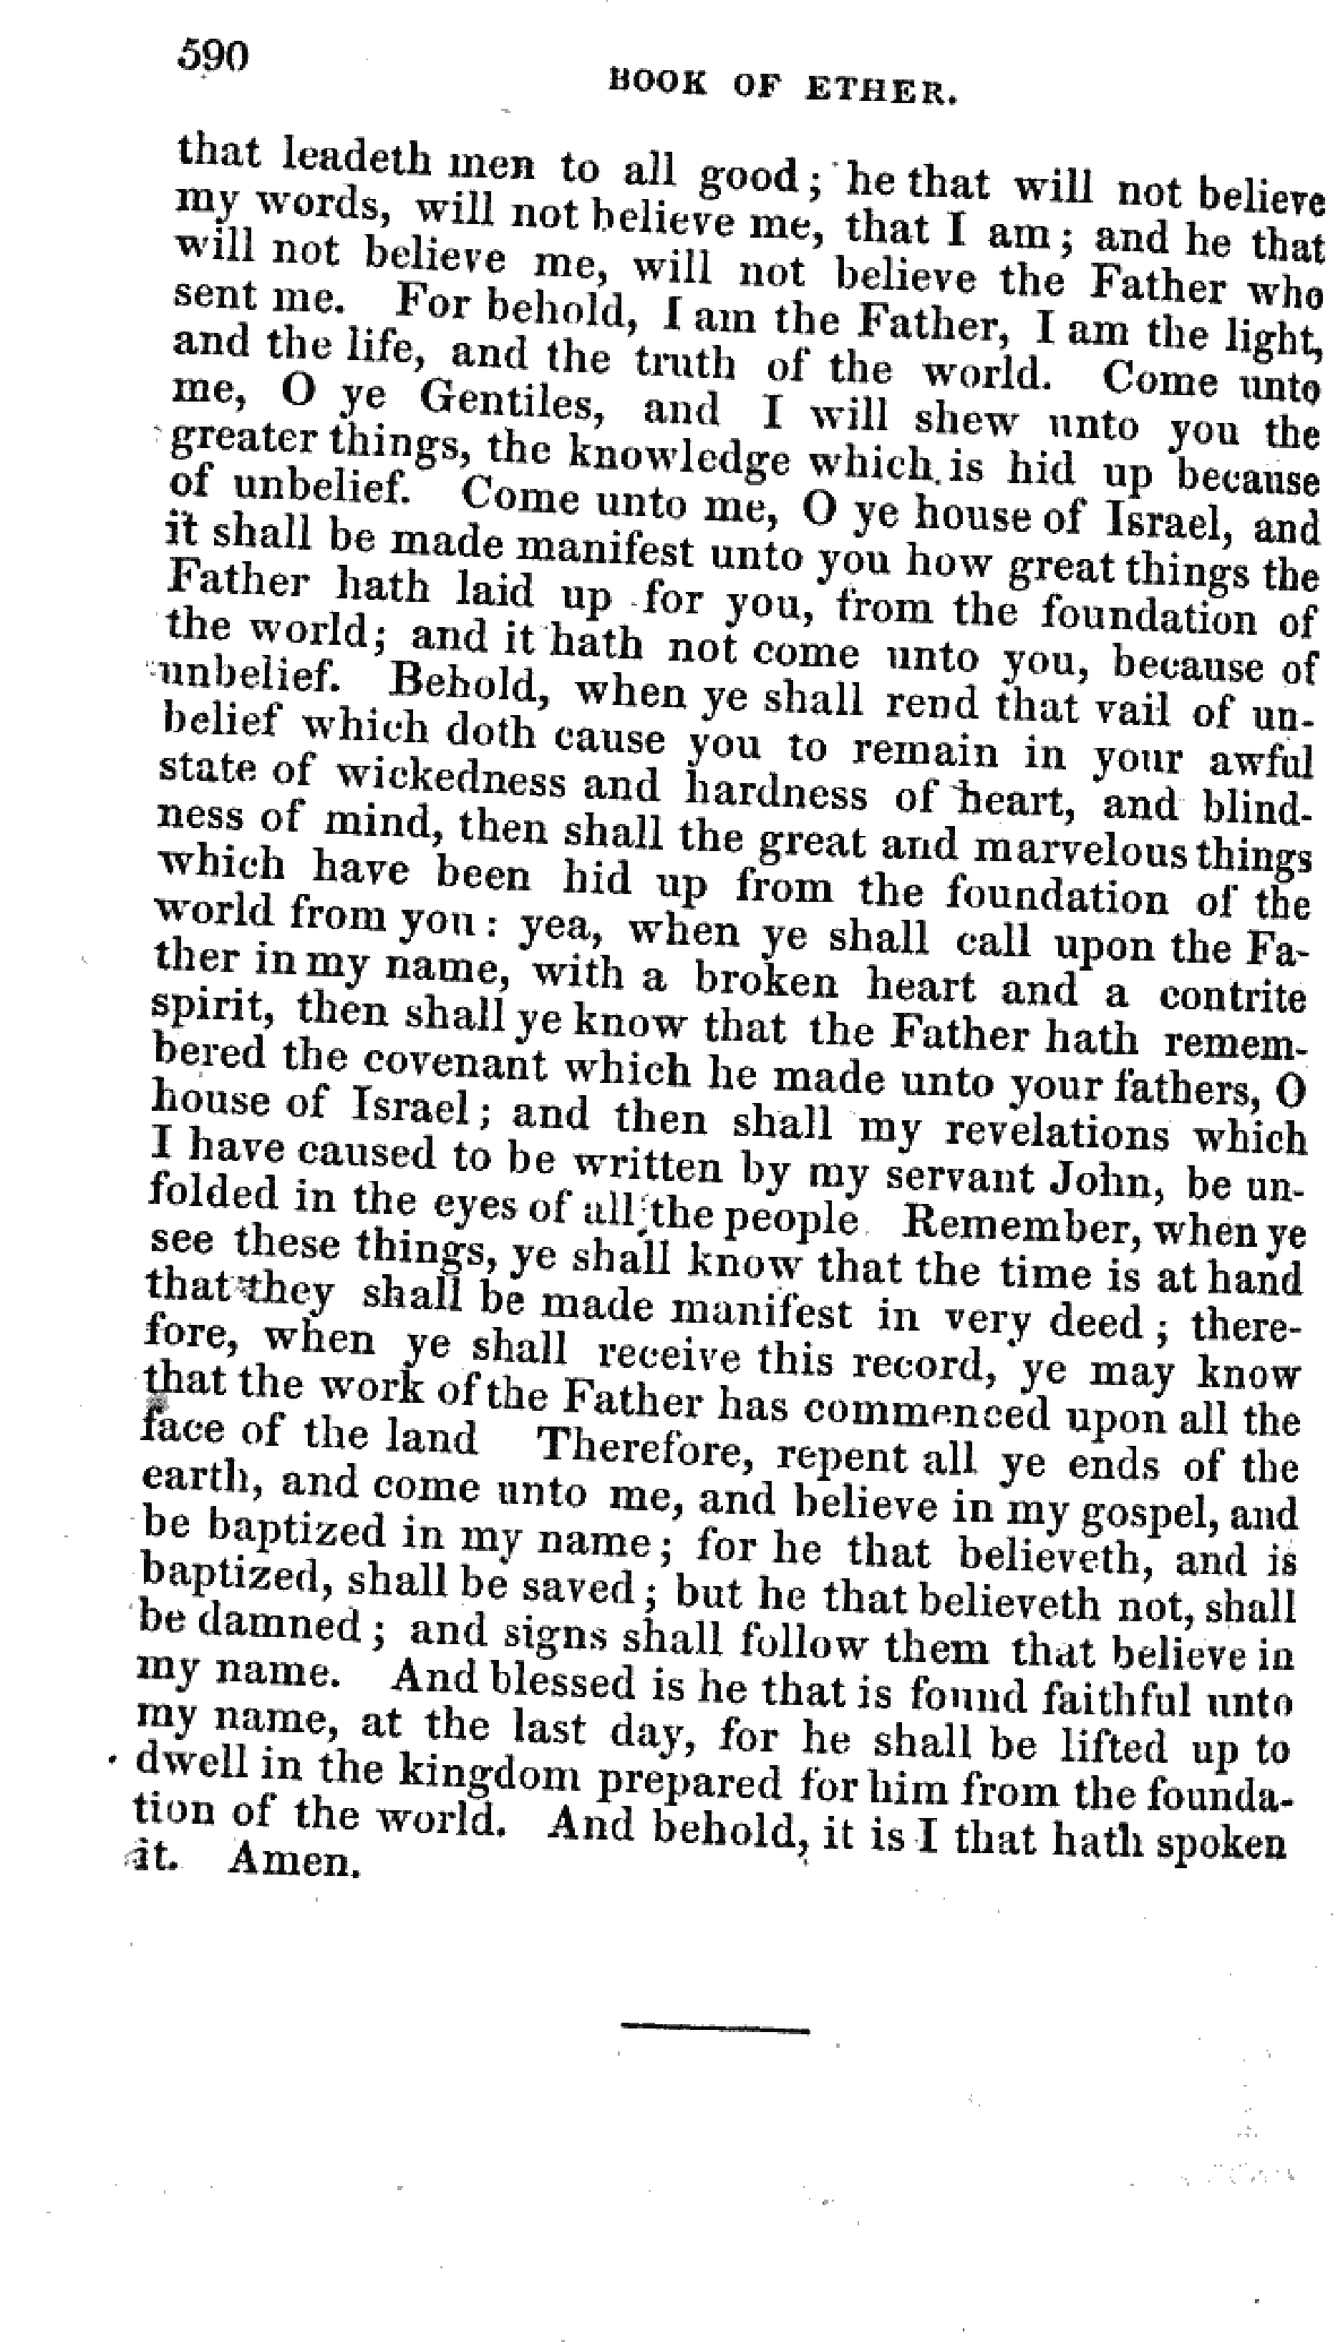 590
BOOK OF ETHER.
that leadeth men to all good; he that will not believe
my words, will not believe me, that I am; and he that
will not believe me, will not believe the Father who
sent me. For behold, I am the Father, I am the light,
and the life, and the truth of the world. Come unto
me, O ye Gentiles, and I will shew unto you the
greater things, the knowledge which is hid up because
of unbelief. Come unto me, O ye house of Israel, and
it shall be made manifest unto you how great things the
Father hath laid up for you, from the foundation of
the world; and it hath not come unto you, because of
unbelief. Behold, when ye shall rend that vail of un-
belief which doth cause you to remain in your awful
state of wickedness and hardness of heart, and blind-
ness of mind, then shall the great and marvelous things
which have been hid up from the foundation of the
world from you: yea, when ye shall call upon the Fa-
ther in my name, with a broken heart and a contrite
spirit, then shall ye know that the Father hath remem-
bered the covenant which he made unto your fathers, O
house of Israel; and then shall my revelations which
I have caused to be written by my servant John, be un-
folded in the eyes of all the people. Remember, when ye
see these things, ye shall know that the time is at hand
that they shall be made manifest in very deed; there-
fore, when ye shall receive this record, ye may know
that the work of the Father has commenced upon all the
face of the land Therefore, repent all ye ends of the
earth, and come unto me, and believe in my gospel, and
be baptized in my name; for he that believeth, and is
baptized, shall be saved; but he that believeth not, shall
be damned; and signs shall follow them that believe in
my name. And blessed is he that is found faithful unto
my name, at the last day, for he shall be lifted up to
dwell in the kingdom prepared for him from the founda-
tion of the world. And behold, it is I that hath spoken
it. Amen.